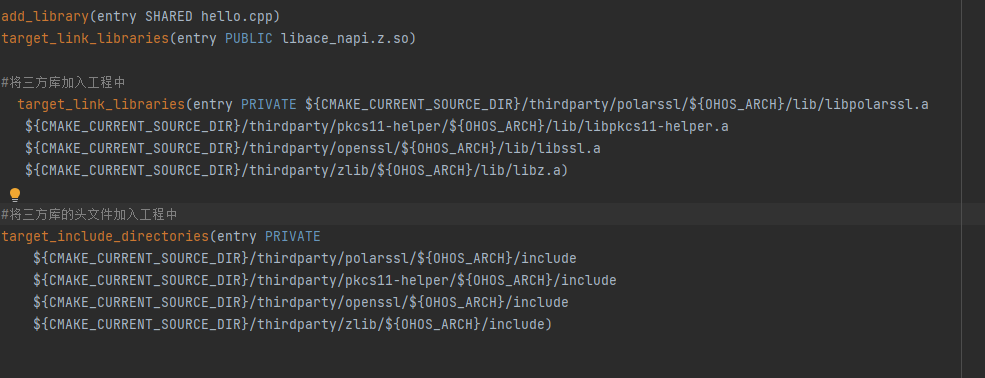 add_library(entry SHARED hello.cpp)
target_link_libraries(entry PUBLIC libace_napi.z.so)
#将三方库加入工程中
target_link_libraries(entry PRIVATE ${CMAKE_CURRENT_SOURCE_DIR}/thirdparty/polarssl/${OHOS_ARCH}/lib/libpolarssl.a
${CMAKE_CURRENT_SOURCE_DIR}/thirdparty/pkcs11-helper/${OHOS_ARCH}/lib/libpkcs11-helper.a
${CMAKE_CURRENT_SOURCE_DIR}/thirdparty/openssl/${OHOS_ARCH}/lib/libssl.a
${CMAKE_CURRENT_SOURCE_DIR}/thirdparty/zlib/${OHOS_ARCH}/lib/libz.a)
#将三方库的头文件加入工程中
target_include_directories(entry PRIVATE
${CMAKE_CURRENT_SOURCE_DIR}/thirdparty/polarssl/${OHOS_ARCH}/include
${CMAKE_CURRENT_SOURCE_DIR}/thirdparty/pkcs11-helper/${OHOS_ARCH}/include
${CMAKE_CURRENT_SOURCE_DIR}/thirdparty/openssl/${OHOS_ARCH}/include
${CMAKE_CURRENT_SOURCE_DIR}/thirdparty/zlib/${OHOS_ARCH}/include)